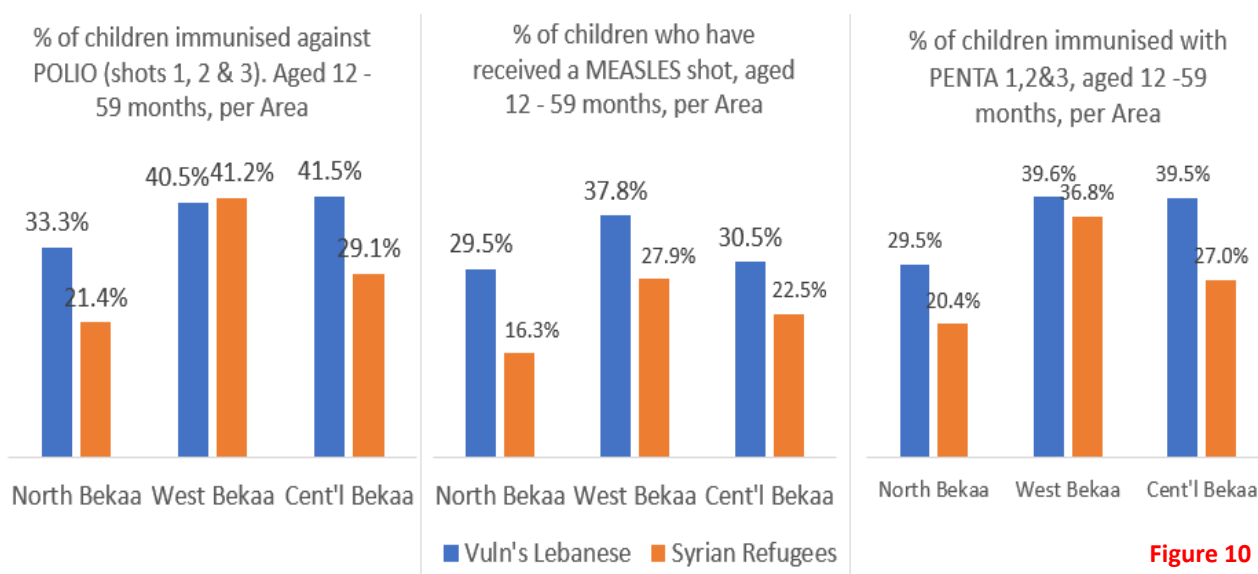 % of children immunised against
POLIO (shots 1, 2 & 3). Aged 12 -
59 months, per Area
33.3%
21.4%
40.5%
41.2%
41.5%
29.1%
North Bekaa West Bekaa Cent'l Bekaa
% of children who have
received a MEASLES shot, aged
12 - 59 months, per Area
29.5%
16.3%
37.8%
27.9%
30.5%
22.5%
North Bekaa West Bekaa Cent'l Bekaa
% of children immunised with
PENTA 1,2&3, aged 12 -59
months, per Area
29.5%
20.4%
39.6%
36.8%
39.5%
27.0%
North Bekaa West Bekaa Cent'l Bekaa
Vuln's Lebanese Syrian Refugees
Figure 10